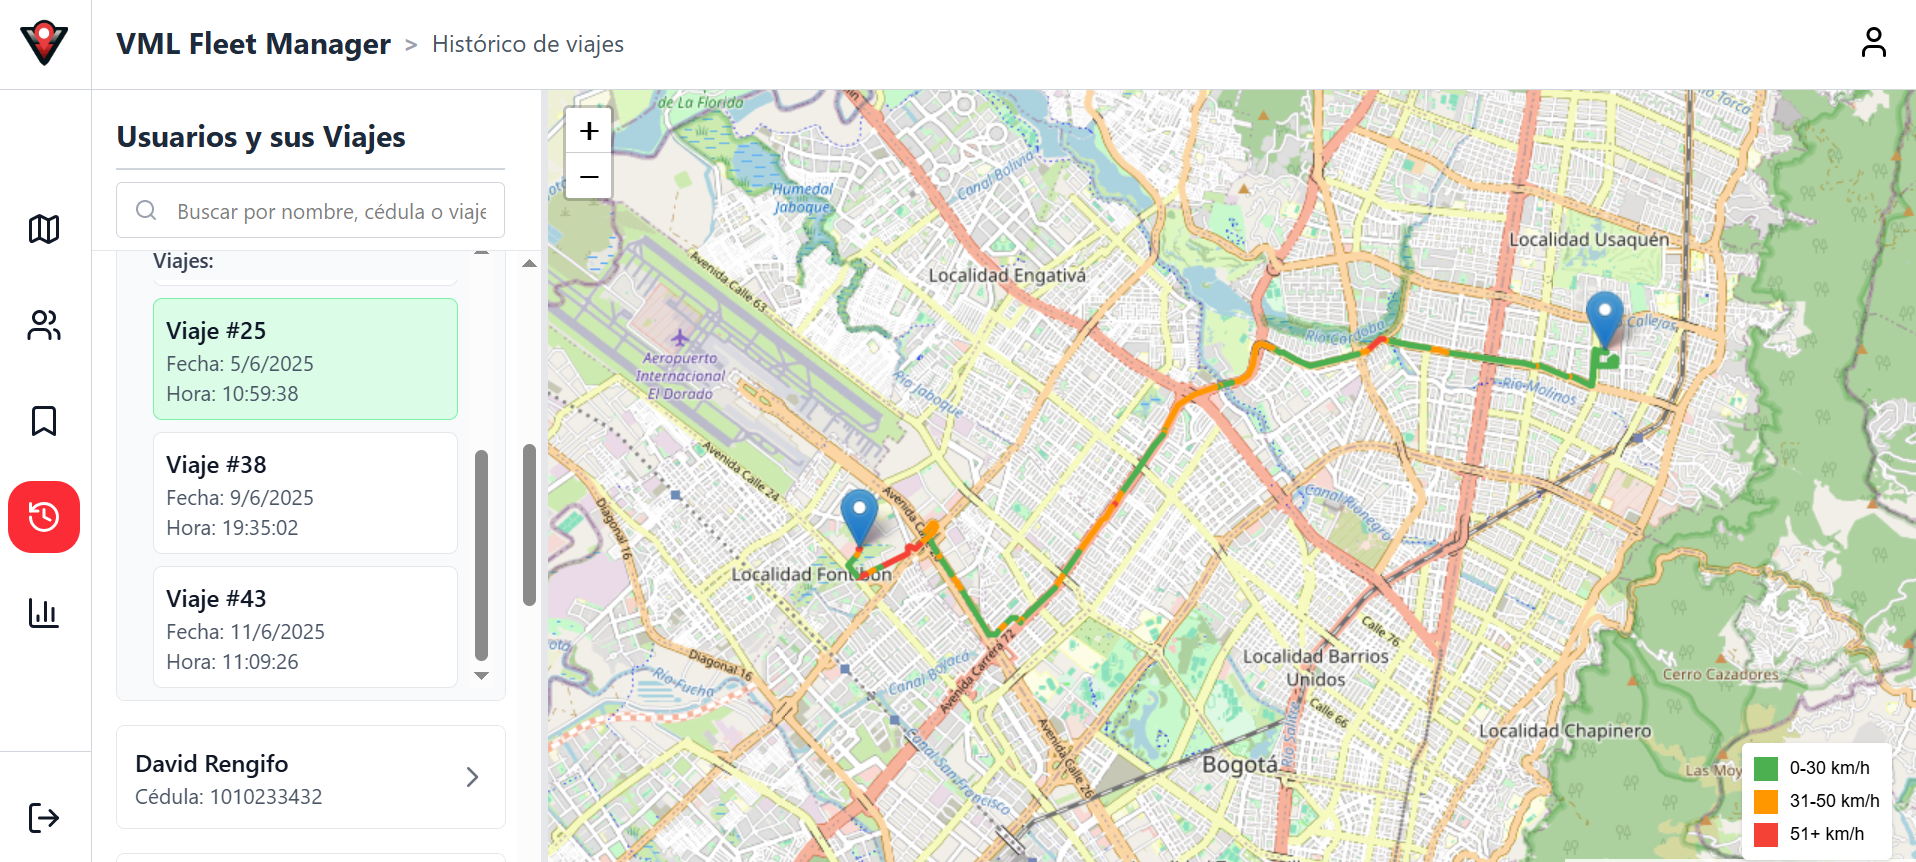 VML Fleet Manager > Histórico de viajes
Usuarios y sus Viajes
Buscar por nombre, cédula o viaje
Viajes:
Viaje #25
Fecha: 5/6/2025
Hora: 10:59:38
Viaje #38
Fecha: 9/6/2025
Hora: 19:35:02
Viaje #43
Fecha: 11/6/2025
Hora: 11:09:26
David Rengifo
Cédula: 1010233432
+
−
de La Florida
Humedal
Jaboque
Canal Bolivia
Torca
Avenida Calle 63
Localidad Engativá
Localidad Usaquén
Callejas
Río Córdoba
Aeropuerto
Internacional
El Dorado
Río Jaboque
Río Molinos
Avenida Calle 24
Diagonal 16
Canal Rionegro
Localidad Fontibón
Calle 76
Avenida Carrera 72
Localidad Barrios
Unidos
Diagonal 16
Río Fucha
Canal Boyacá
Cerro Cazadores
Calle 66
Río Salitre
Localidad Chapinero
Canal San Francisco
Avenida Calle 26
Bogotá
Las Moy
0-30 km/h
31-50 km/h
51+ km/h